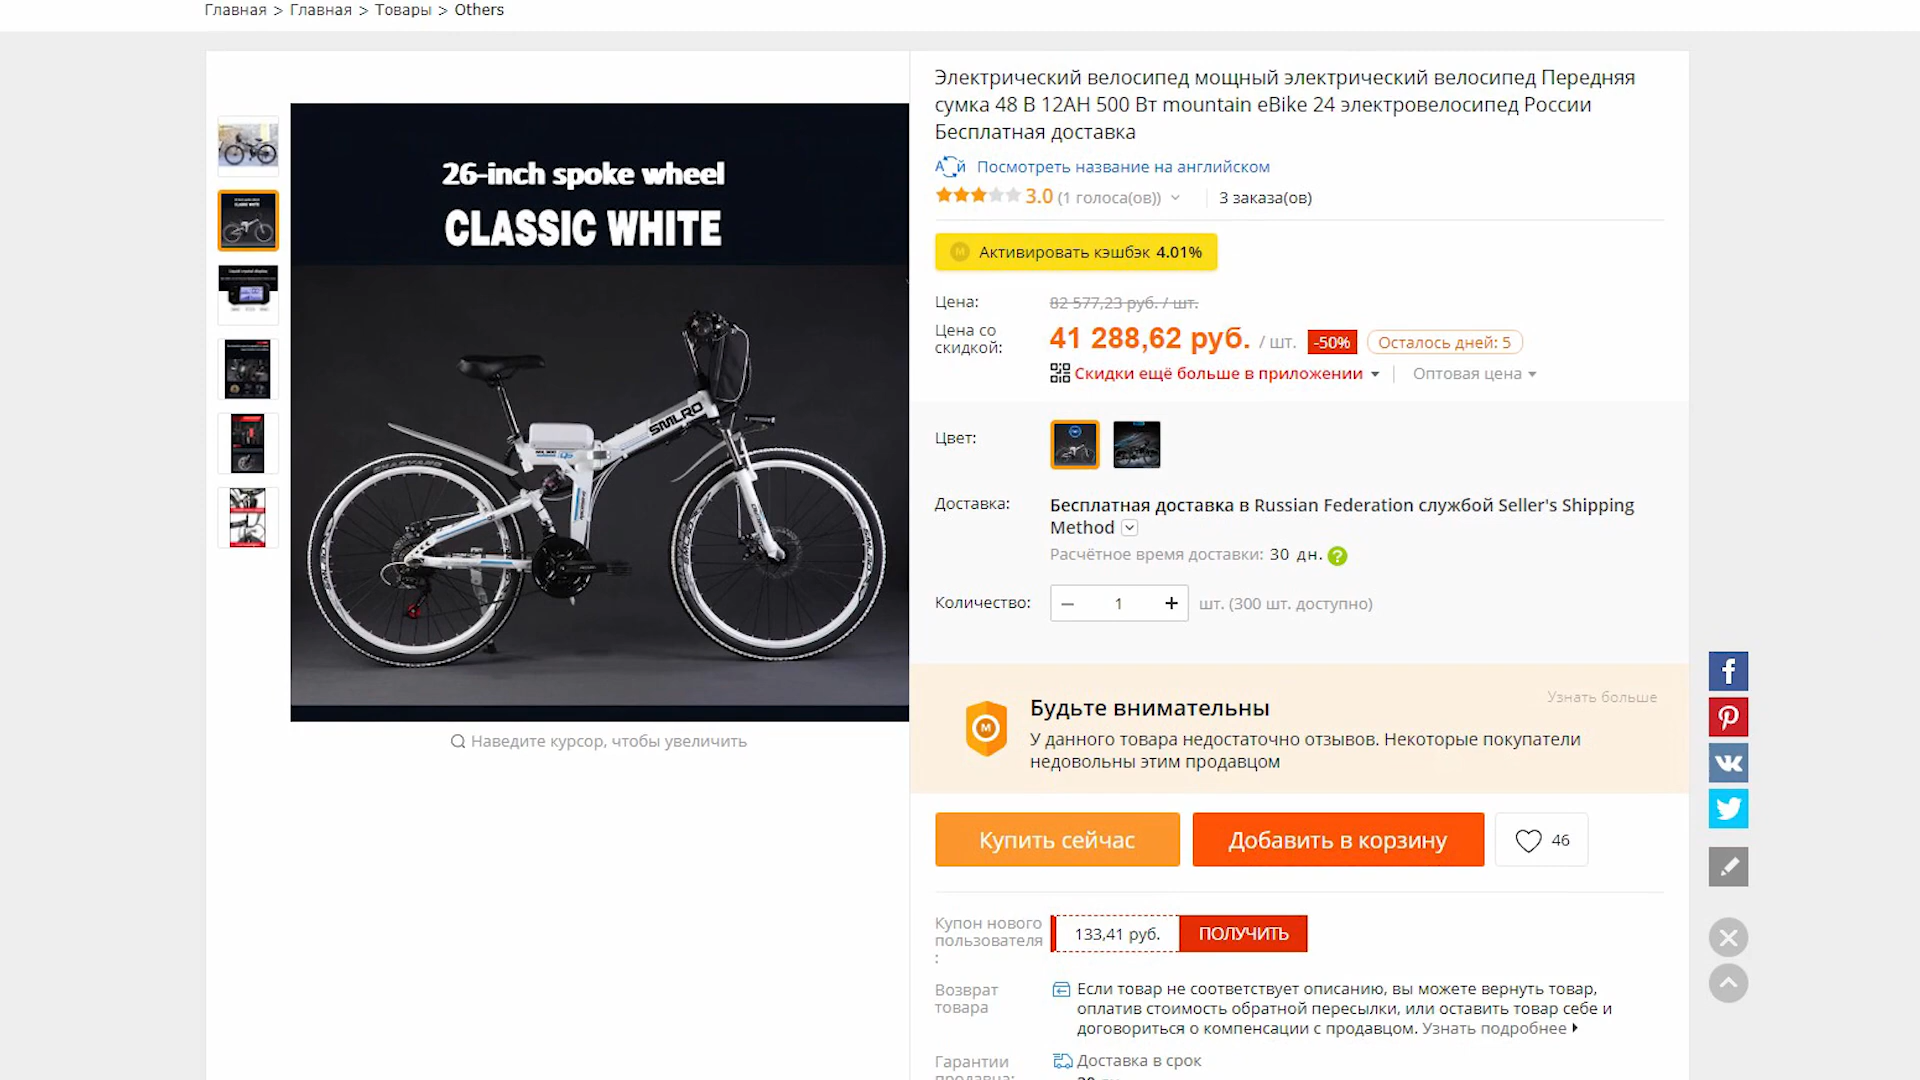 Главная > Главная > Товары > Others
26-inch spoke wheel
CLASSIC WHITE
SMLRO
Наведите курсор, чтобы увеличить
Электрический велосипед мощный электрический велосипед Передняя
сумка 48 В 12AH 500 Вт mountain eBike 24 электровелосипед России
Бесплатная доставка
Посмотреть название на английском
3.0 (1 голоса(ов)) 3 заказа(ов)
Активировать кэшбэк 4.01%
Цена: 82 577,23 руб. / шт.
Цена со
скидкой: 41 288,62 руб. / шт. -50% Осталось дней: 5
Скидки ещё больше в приложении Оптовая цена
Цвет:
Доставка: Бесплатная доставка в Russian Federation службой Seller's Shipping
Method
Расчётное время доставки: 30 дн. ?
Количество: – 1 + шт. (300 шт. доступно)
Узнать больше
Будьте внимательны
У данного товара недостаточно отзывов. Некоторые покупатели
недовольны этим продавцом
Купить сейчас Добавить в корзину 46
Купон нового
пользователя
: 133,41 руб. ПОЛУЧИТЬ
Возврат
товара
Если товар не соответствует описанию, вы можете вернуть товар,
оплатив стоимость обратной пересылки, или оставить товар себе и
договориться о компенсации с продавцом. Узнать подробнее
Гарантии
Доставка в срок